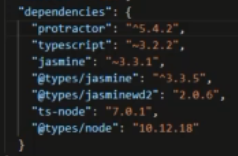 "dependencies": {
"protractor": "^5.4.2",
"typescript": "~3.2.2",
"jasmine": "~3.3.1",
"@types/jasmine": "^3.3.5",
"@types/jasminewd2": "2.0.6",
"ts-node": "7.0.1",
"@types/node": "10.12.18"
}